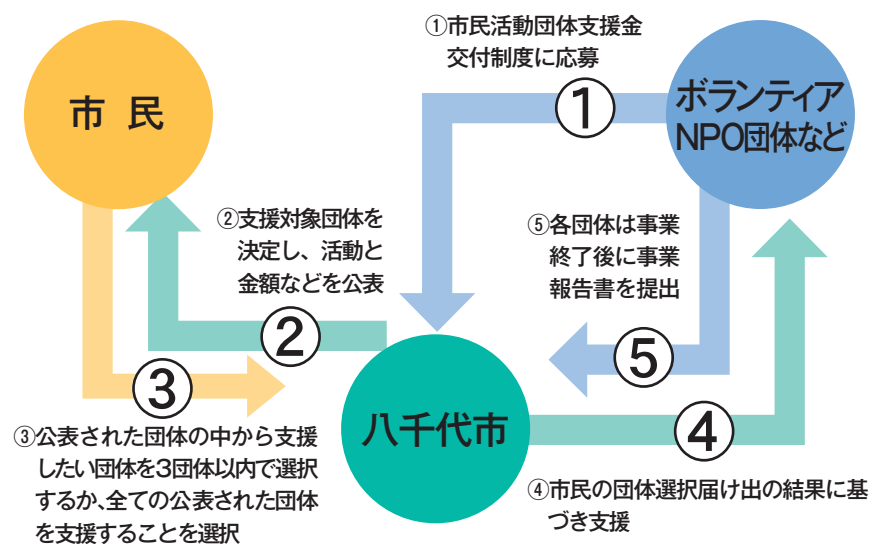 ①市民活動団体支援金
交付制度に応募
市 民
①
ボランティア
NPO団体など
②支援対象団体を
決定し、活動と
金額などを公表
⑤各団体は事業
終了後に事業
報告書を提出
②
⑤
③
八千代市
④
③公表された団体の中から支援
したい団体を3団体以内で選択
するか、全ての公表された団体
を支援することを選択
④市民の団体選択届け出の結果に基
づき支援